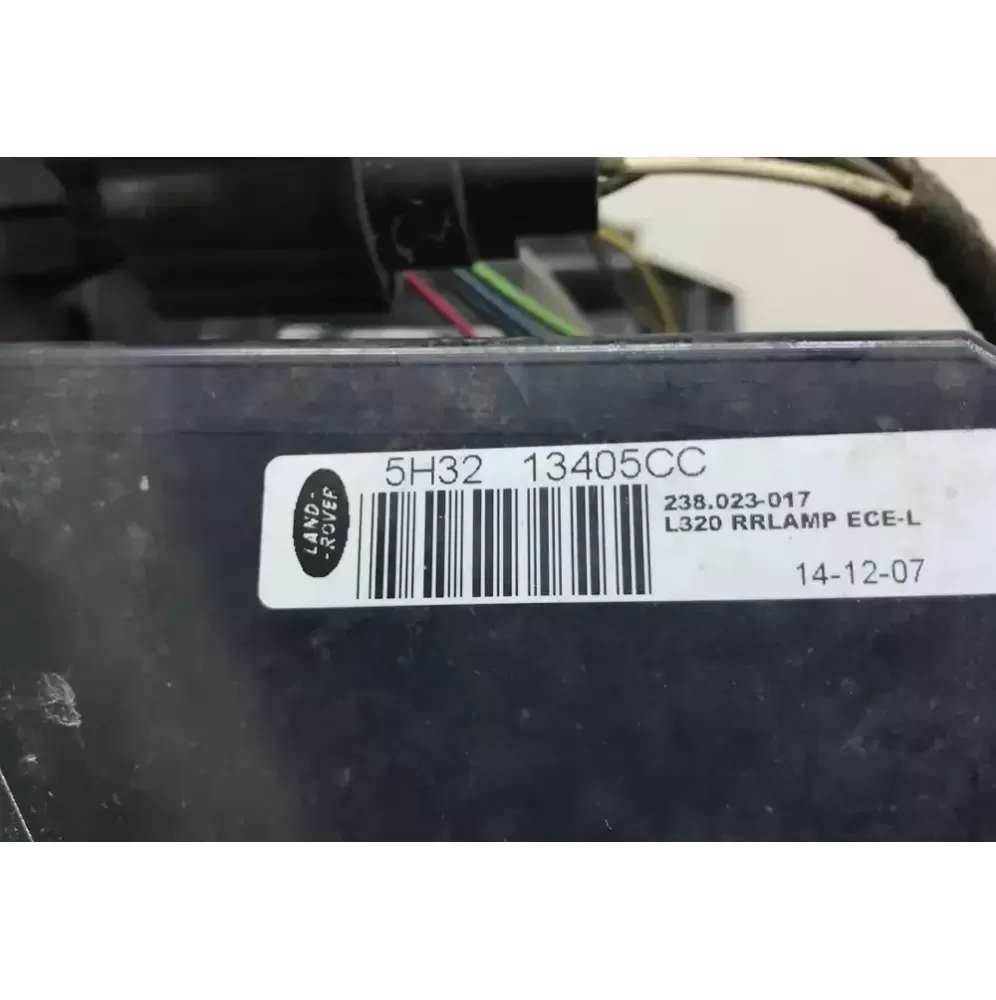 5H32 13405CC
LAND-
-ROVER
238.023-017
L320 RRLAMP ECE-L
14-12-07